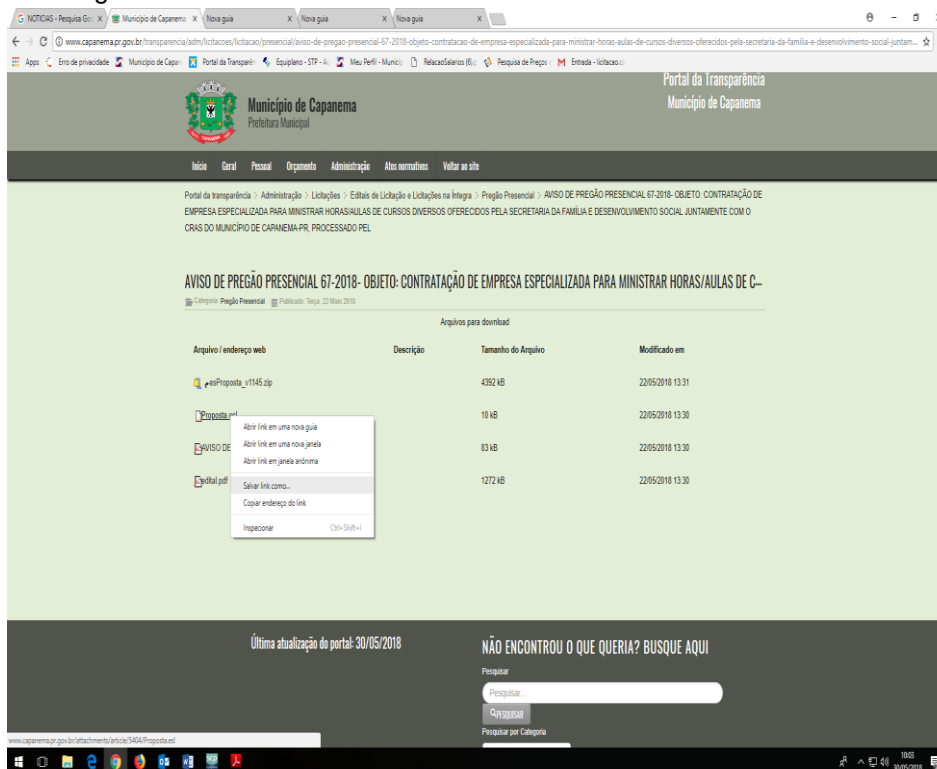 NOTICIAS - Pesquisa Goo
Município de Capanema
Nova guia
Nova guia
Nova guia
www.capanema.pr.gov.br/transparencia/adm/licitacoes/licitacao/presencial/aviso-de-pregao-presencial-67-2018-objeto-contratacao-de-empresa-especializada-para-ministrar-horas-aulas-de-cursos-diversos-oferecidos-pela-secretaria-da-familia-e-desenvolvimento-social-juntam...
Apps Erro de privacidade Município de Capan Portal da Transparên Equiplano - STP - Ac Meu Perfil - Municíp RelacaoSalarios (6) Pesquisa de Preços Entrada - licitacao.c
Portal da Transparência
Município de Capanema
Município de Capanema
Prefeitura Municipal
Início Geral Pessoal Orçamento Administração Atos normativos Voltar ao site
Portal da transparência > Administração > Licitações > Editais de Licitação e Licitações na Íntegra > Pregão Presencial > AVISO DE PREGÃO PRESENCIAL 67-2018- OBJETO: CONTRATAÇÃO DE
EMPRESA ESPECIALIZADA PARA MINISTRAR HORAS/AULAS DE CURSOS DIVERSOS OFERECIDOS PELA SECRETARIA DA FAMÍLIA E DESENVOLVIMENTO SOCIAL JUNTAMENTE COM O
CRAS DO MUNICÍPIO DE CAPANEMA-PR, PROCESSADO PEL
AVISO DE PREGÃO PRESENCIAL 67-2018- OBJETO: CONTRATAÇÃO DE EMPRESA ESPECIALIZADA PARA MINISTRAR HORAS/AULAS DE C...
Categoria: Pregão Presencial Publicado: Terça, 22 Maio 2018
Arquivos para download
Arquivo / endereço web Descrição Tamanho do Arquivo Modificado em
esProposta_v1145.zip 4392 kB 22/05/2018 13:31
Proposta.esl 10 kB 22/05/2018 13:30
AVISO DE 83 kB 22/05/2018 13:30
edital.pdf 1272 kB 22/05/2018 13:30
Abrir link em uma nova guia
Abrir link em uma nova janela
Abrir link em janela anônima
Salvar link como...
Copiar endereço do link
Inspecionar Ctrl+Shift+I
Última atualização do portal: 30/05/2018
NÃO ENCONTROU O QUE QUERIA? BUSQUE AQUI
Pesquisar
Pesquisar...
PESQUISAR
Pesquisar por Categoria
www.capanema.pr.gov.br/attachments/article/5404/Proposta.esl
10:03
30/05/2018